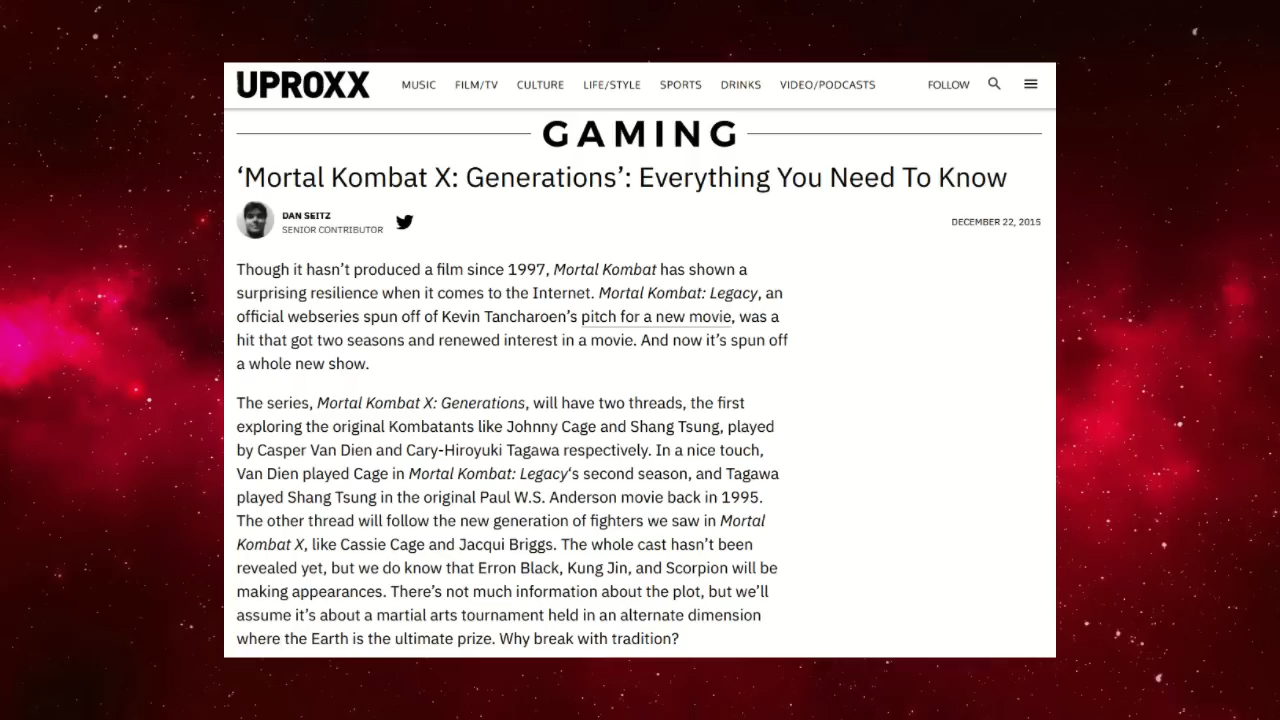 UPROXX MUSIC FILM/TV CULTURE LIFE/STYLE SPORTS DRINKS VIDEO/PODCASTS FOLLOW
GAMING
‘Mortal Kombat X: Generations’: Everything You Need To Know
DAN SEITZ
SENIOR CONTRIBUTOR
DECEMBER 22, 2015
Though it hasn’t produced a film since 1997, Mortal Kombat has shown a
surprising resilience when it comes to the Internet. Mortal Kombat: Legacy, an
official webseries spun off of Kevin Tancharoen’s pitch for a new movie, was a
hit that got two seasons and renewed interest in a movie. And now it’s spun off
a whole new show.
The series, Mortal Kombat X: Generations, will have two threads, the first
exploring the original Kombatants like Johnny Cage and Shang Tsung, played
by Casper Van Dien and Cary-Hiroyuki Tagawa respectively. In a nice touch,
Van Dien played Cage in Mortal Kombat: Legacy‘s second season, and Tagawa
played Shang Tsung in the original Paul W.S. Anderson movie back in 1995.
The other thread will follow the new generation of fighters we saw in Mortal
Kombat X, like Cassie Cage and Jacqui Briggs. The whole cast hasn’t been
revealed yet, but we do know that Erron Black, Kung Jin, and Scorpion will be
making appearances. There’s not much information about the plot, but we’ll
assume it’s about a martial arts tournament held in an alternate dimension
where the Earth is the ultimate prize. Why break with tradition?